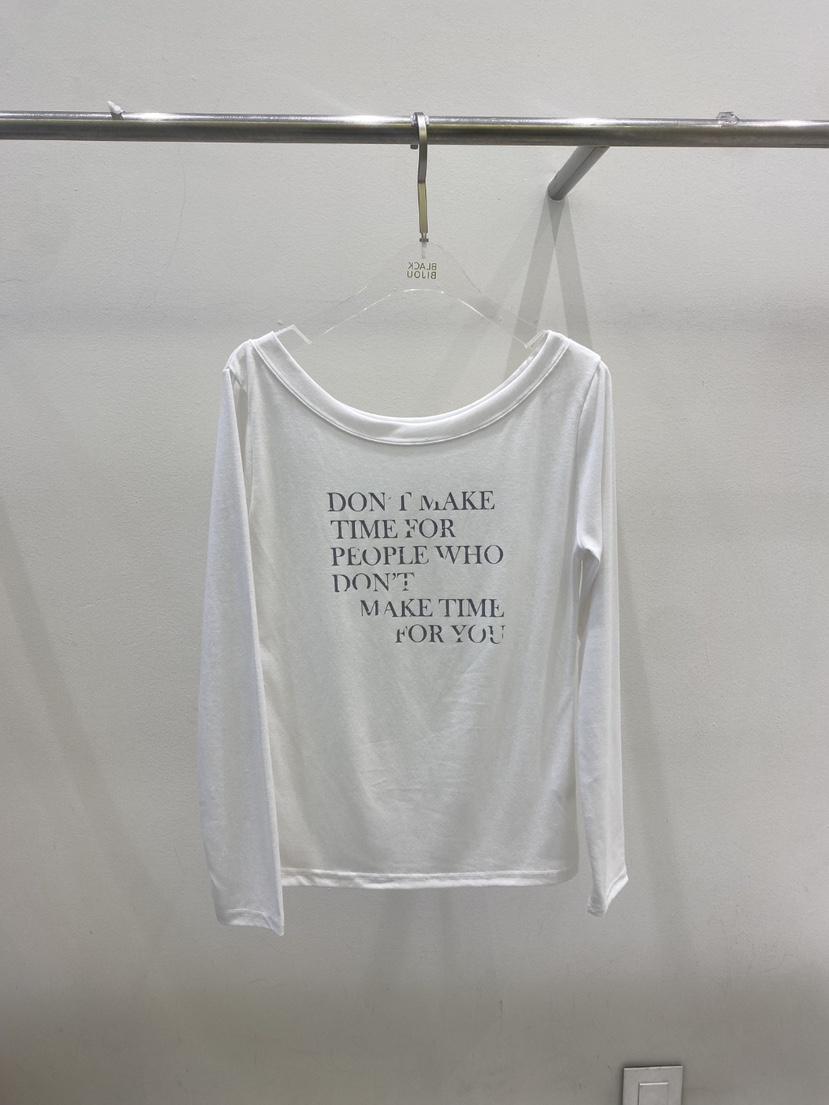 BLACK
BIJOU
DON'T MAKE
TIME FOR
PEOPLE WHO
DON'T
MAKE TIME
FOR YOU